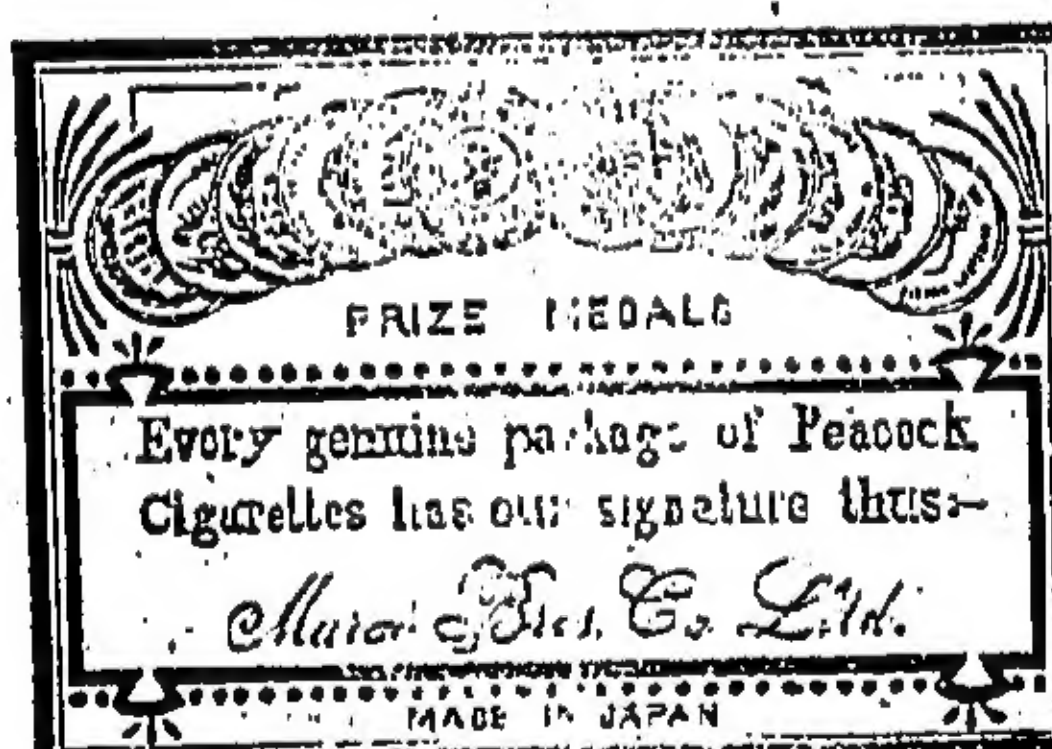 PRIZE MEDALS
Every genuine package of Peacock
Cigarettes has our signature thus:-
Murai Bros. Co. Ltd.
MADE IN JAPAN